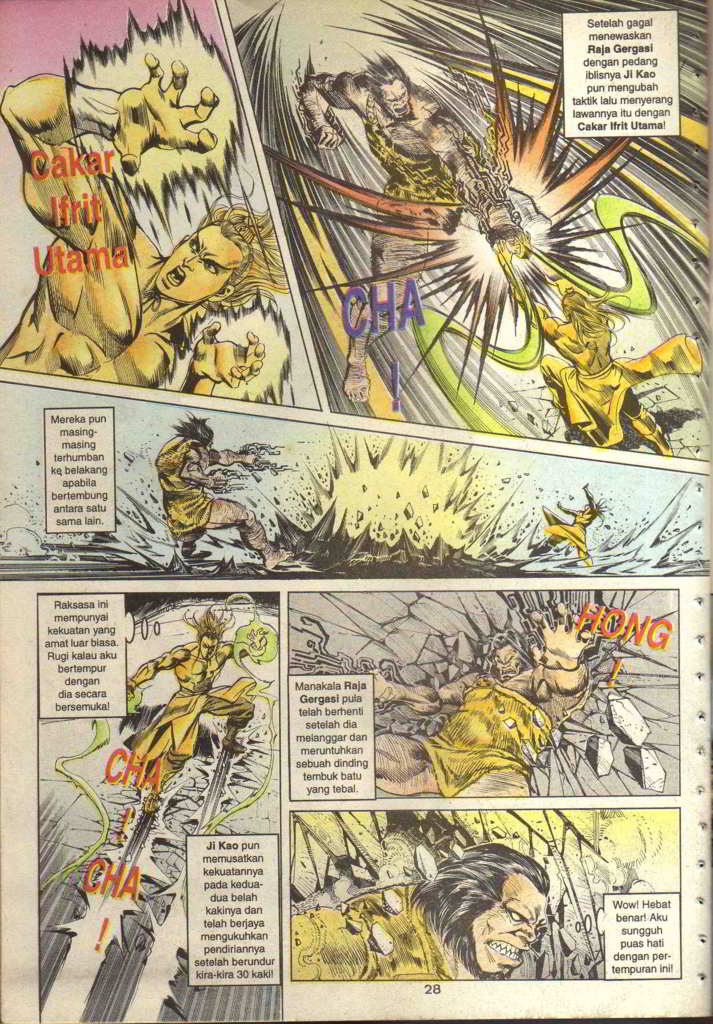 Cakar
Ifrit
Utama
Setelah gagal
menewaskan
Raja Gergasi
dengan pedang
iblisnya Ji Kao
pun mengubah
taktik lalu menyerang
lawannya itu dengan
Cakar Ifrit Utama!
CHA
!
Mereka pun
masing-
masing
terhumban
ke belakang
apabila
bertembung
antara satu
sama lain.
Raksasa ini
mempunyai
kekuatan yang
amat luar biasa.
Rugi kalau aku
bertempur
dengan
dia secara
bersemuka!
CHA
!
CHA
!
Ji Kao pun
memusatkan
kekuatannya
pada kedua-
dua belah
kakinya dan
telah berjaya
mengukuhkan
pendiriannya
setelah berundur
kira-kira 30 kaki!
HONG
!
Manakala Raja
Gergasi pula
telah berhenti
setelah dia
melanggar dan
meruntuhkan
sebuah dinding
tembuk batu
yang tebal.
Wow! Hebat
benar! Aku
sungguh
puas hati
dengan per-
tempuran ini!
28